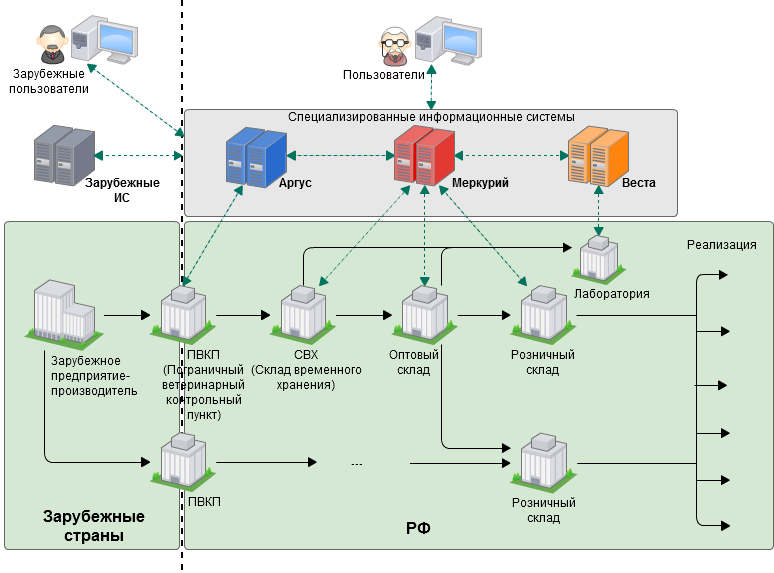 Зарубежные
пользователи
Пользователи
Специализированные информационные системы
Зарубежные
ИС
Аргус
Меркурий
Веста
Реализация
Лаборатория
Зарубежное
предприятие-
производитель
ПВКП
(Пограничный
ветеринарный
контрольный
пункт)
СВХ
(Склад временного
хранения)
Оптовый
склад
Розничный
склад
ПВКП
...
Розничный
склад
Зарубежные
страны
РФ